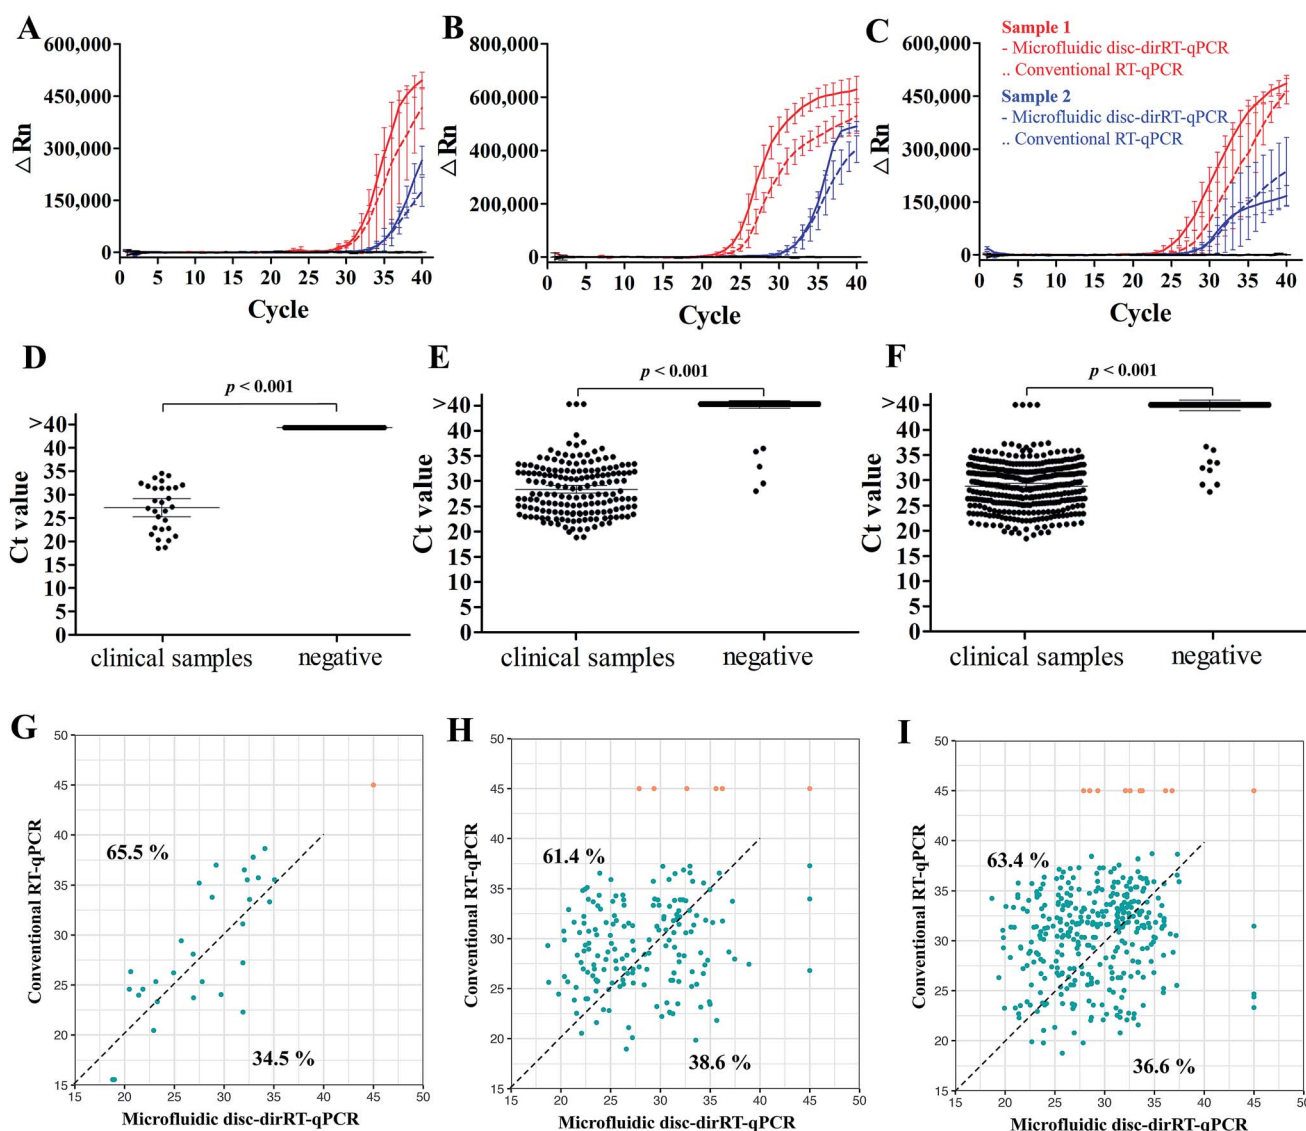 A
600,000
450,000
300,000
150,000
0
△Rn
0 5 10 15 20 25 30 35 40
Cycle
B
800,000
600,000
400,000
200,000
0
△Rn
0 5 10 15 20 25 30 35 40
Cycle
C
600,000
450,000
300,000
150,000
0
△Rn
0 5 10 15 20 25 30 35 40
Cycle
Sample 1
- Microfluidic disc-dirRT-qPCR
.. Conventional RT-qPCR
Sample 2
- Microfluidic disc-dirRT-qPCR
.. Conventional RT-qPCR
D
p < 0.001
>40
40
35
30
25
20
15
10
5
0
Ct value
clinical samples negative
E
p < 0.001
>40
40
35
30
25
20
15
10
5
0
Ct value
clinical samples negative
F
p < 0.001
>40
40
35
30
25
20
15
10
5
0
Ct value
clinical samples negative
G
50
45
40
35
30
25
20
15
Conventional RT-qPCR
65.5 %
34.5 %
15 20 25 30 35 40 45 50
Microfluidic disc-dirRT-qPCR
H
50
45
40
35
30
25
20
15
Conventional RT-qPCR
61.4 %
38.6 %
15 20 25 30 35 40 45 50
Microfluidic disc-dirRT-qPCR
I
50
45
40
35
30
25
20
15
Conventional RT-qPCR
63.4 %
36.6 %
15 20 25 30 35 40 45 50
Microfluidic disc-dirRT-qPCR